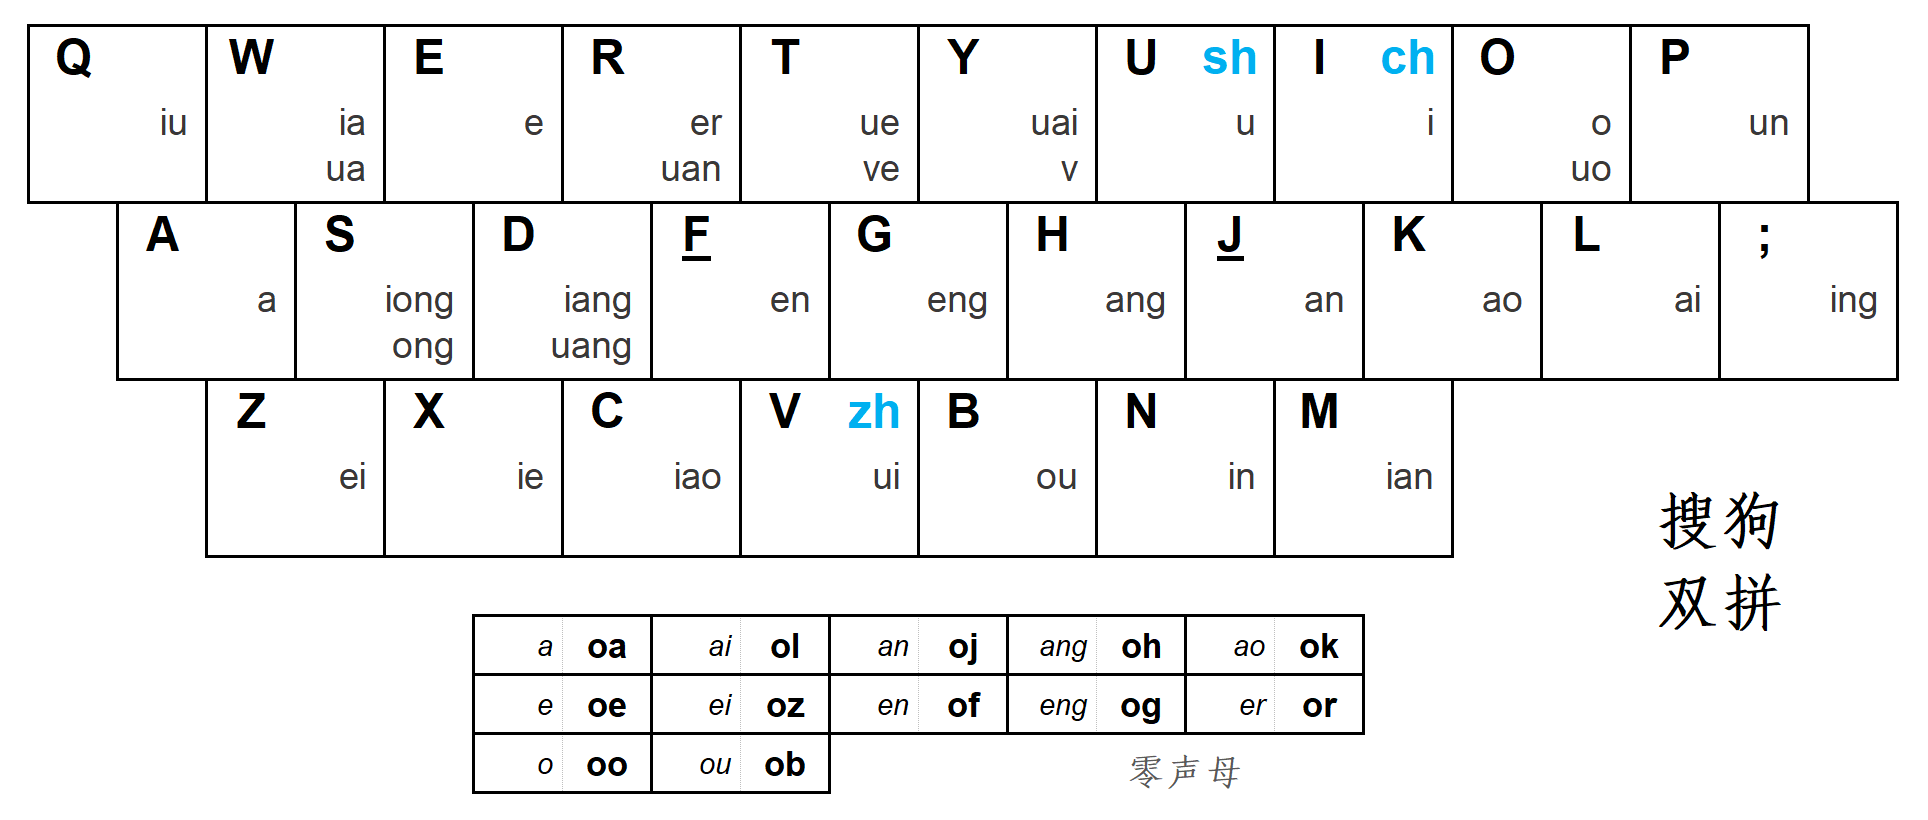 Q W E R T Y U sh I ch O P
iu ia e er ue uai u i o un
ua uan ve v uo
A S D F G H J K L ;
a iong iang en eng ang an ao ai ing
ong uang
Z X C V zh B N M
ei ie iao ui ou in ian
搜狗
双拼
a oa ai ol an oj ang oh ao ok
e oe ei oz en of eng og er or
o oo ou ob
零声母